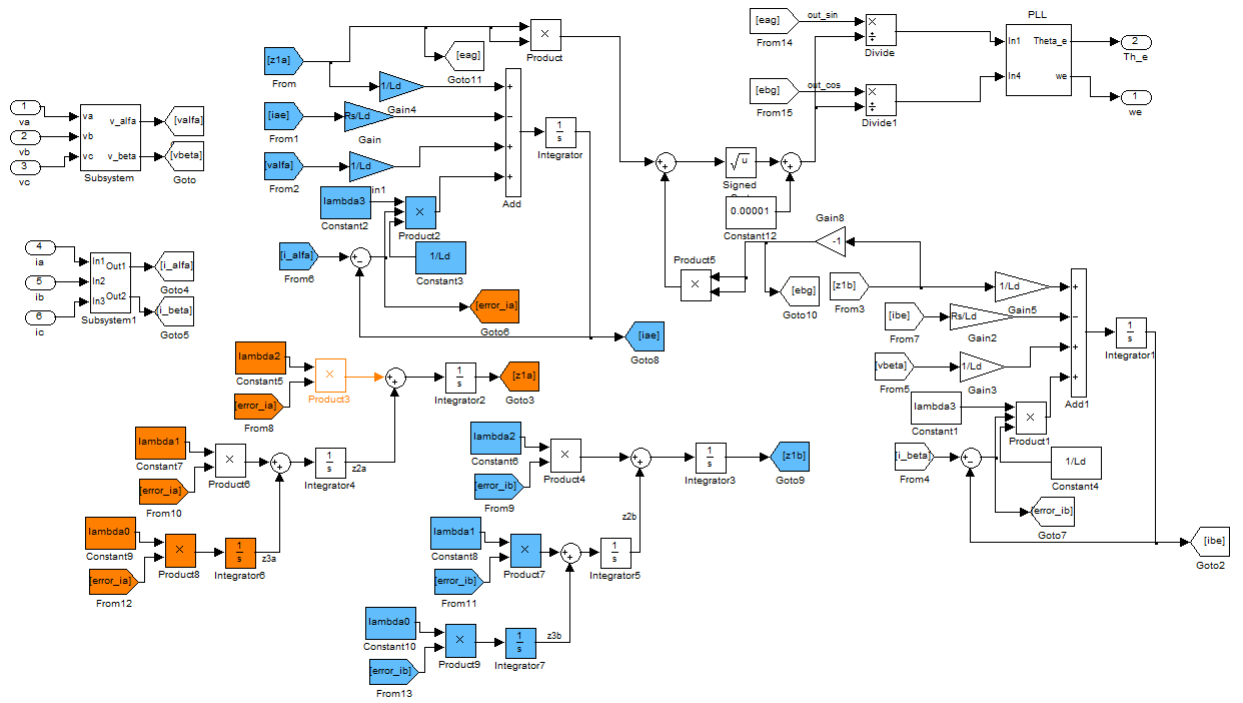 1
va
2
vb
3
vc
va
vb
vc
v_alfa
v_beta
Subsystem
[valfa]
[vbeta]
Goto
4
ia
5
ib
6
ic
In1
In2
In3
Out1
Out2
Subsystem1
[i_alfa]
Goto4
[i_beta]
Goto5
[z1a]
From
[iae]
From1
[valfa]
From2
1/Ld
Gain4
Rs/Ld
Gain
1/Ld
in1
lambda3
Constant2
×
Product2
1/Ld
Constant3
[i_alfa]
From6
+
−
[eag]
Goto11
×
Product
+
−
+
+
Add
1
s
Integrator
[error_ia]
Goto6
[iae]
Goto8
[eag]
From14
out_sin
×
÷
Divide
[ebg]
From15
out_cos
×
÷
Divide1
PLL
In1
In4
Theta_e
we
2
Th_e
1
we
+
+
√u
Signed
+
+
0.00001
Constant12
Gain8
-1
Product5
×
[ebg]
Goto10
[z1b]
From3
1/Ld
Gain5
[ibe]
From7
Rs/Ld
Gain2
[vbeta]
From5
1/Ld
Gain3
+
−
+
+
Add1
1
s
Integrator1
lambda3
Constant1
×
Product1
1/Ld
Constant4
[i_beta]
From4
+
−
[error_ib]
Goto7
[ibe]
Goto2
lambda2
Constant5
[error_ia]
From8
×
Product3
+
+
1
s
Integrator2
[z1a]
Goto3
lambda1
Constant7
[error_ia]
From10
×
Product6
+
+
1
s
Integrator4
z2a
lambda0
Constant9
[error_ia]
From12
×
Product8
1
s
Integrator6
z3a
lambda2
Constant6
[error_ib]
From9
×
Product4
+
+
1
s
Integrator3
[z1b]
Goto9
lambda1
Constant8
[error_ib]
From11
×
Product7
+
+
1
s
Integrator5
z2b
lambda0
Constant10
[error_ib]
From13
×
Product9
1
s
Integrator7
z3b